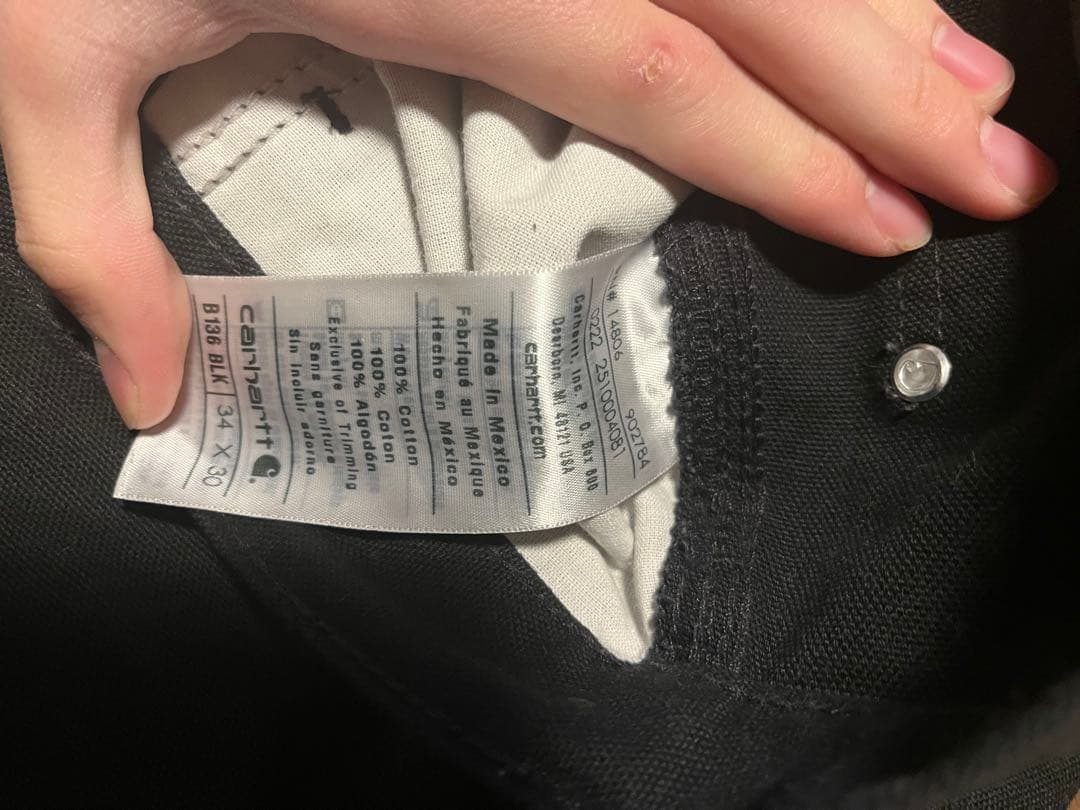 B136 BLK 34 X 30
carhartt
Exclusive of Trimming
Sans garniture
Sin incluir adorno
100% Cotton
100% Coton
100% Algodón
Made in Mexico
Fabriqué au Mexique
Hecho en México
carhartt.com
Carhartt, Inc. P.O. Box 600
Dearborn, MI. 48121 USA
0222 2510004081
# 14806 902784